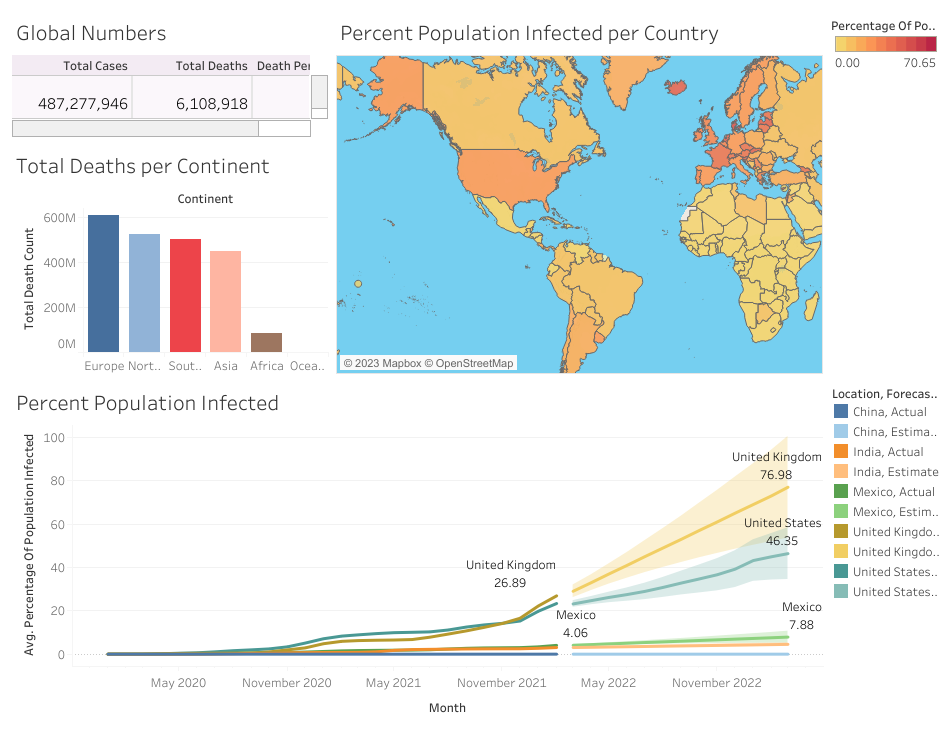 Global Numbers
Total Cases Total Deaths Death Per
487,277,946 6,108,918
Total Deaths per Continent
Continent
Total Death Count
600M
400M
200M
0M
Europe Nort.. Sout.. Asia Africa Ocea..
Percent Population Infected per Country
© 2023 Mapbox © OpenStreetMap
Percentage Of Po..
0.00 70.65
Percent Population Infected
Avg. Percentage Of Population Infected
100
80
60
40
20
0
United Kingdom
76.98
United States
46.35
United Kingdom
26.89
Mexico
4.06
Mexico
7.88
May 2020 November 2020 May 2021 November 2021 May 2022 November 2022
Month
Location, Forecas..
China, Actual
China, Estima..
India, Actual
India, Estimate
Mexico, Actual
Mexico, Estim..
United Kingdo..
United Kingdo..
United States..
United States..